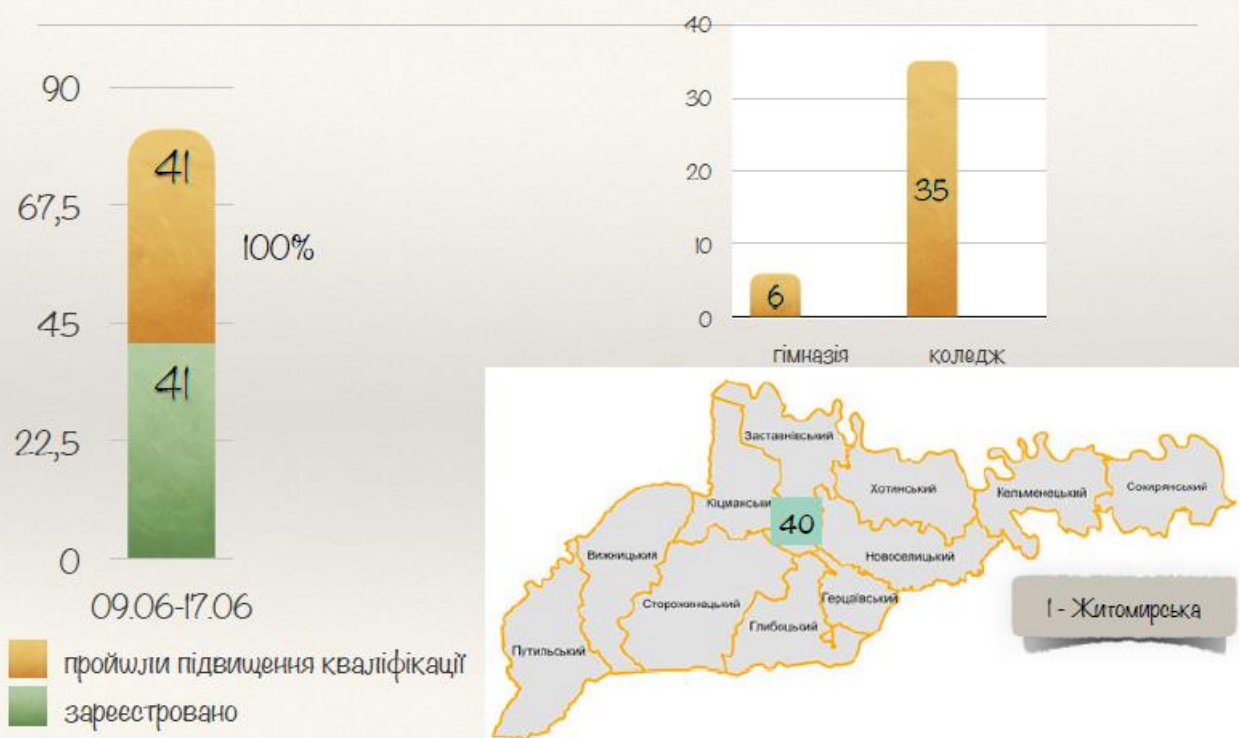 90
67,5
45
22,5
0
41
41
100%
09.06-17.06
пройшли підвищення кваліфікації
зареєстровано
40
30
20
10
0
6
35
гімназія
коледж
Заставнівський
Хотинський
Кельменецький
Сокирянський
Кіцманський
40
Новоселицький
Вижницький
Сторожинецький
Герцаївський
Глибоцький
Путильський
1 - Житомирська